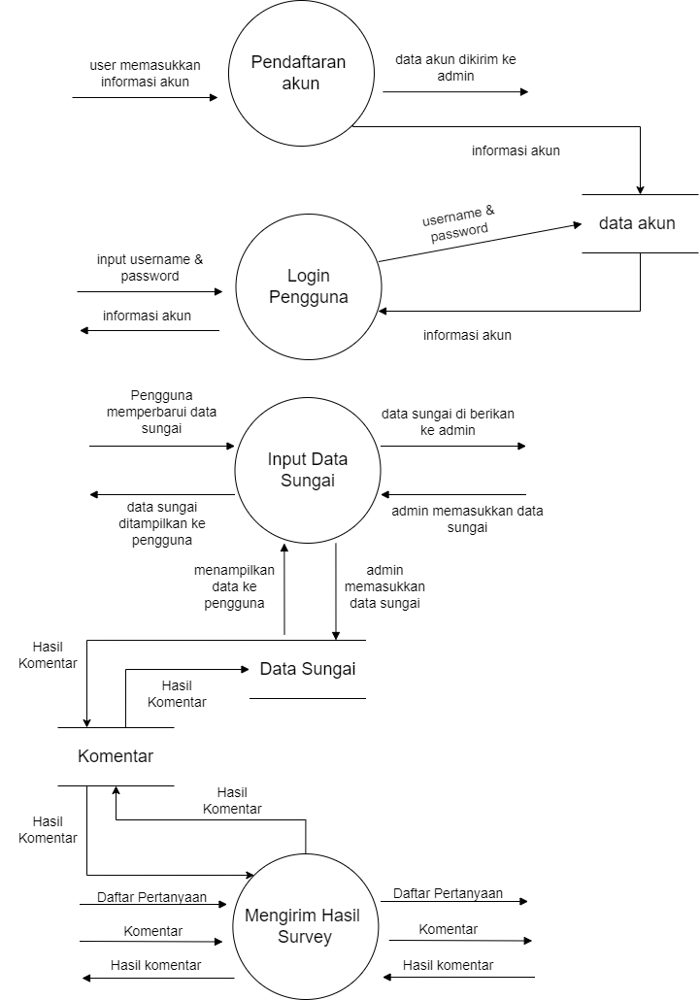 user memasukkan
informasi akun
Pendaftaran
akun
data akun dikirim ke
admin
informasi akun
data akun
username &
password
input username &
password
informasi akun
Login
Pengguna
informasi akun
Pengguna
memperbarui data
sungai
Input Data
Sungai
data sungai di berikan
ke admin
data sungai
ditampilkan ke
pengguna
admin memasukkan data
sungai
menampilkan
data ke
pengguna
admin
memasukkan
data sungai
Hasil
Komentar
Data Sungai
Hasil
Komentar
Komentar
Hasil
Komentar
Hasil
Komentar
Daftar Pertanyaan
Komentar
Hasil komentar
Mengirim Hasil
Survey
Daftar Pertanyaan
Komentar
Hasil komentar